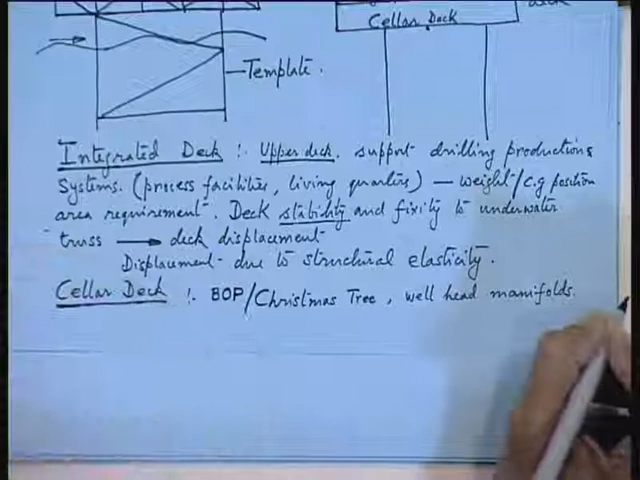 Cellar Deck
Template.
Integrated Deck :. Upper deck. support drilling productions
systems. (process facilities, living quarters) — weight/c.g position
area requirement. Deck stability and fixity to underwater
truss → deck displacement
Displacement due to structural elasticity.
Cellar Deck :. BOP/Christmas Tree, well head manifolds.